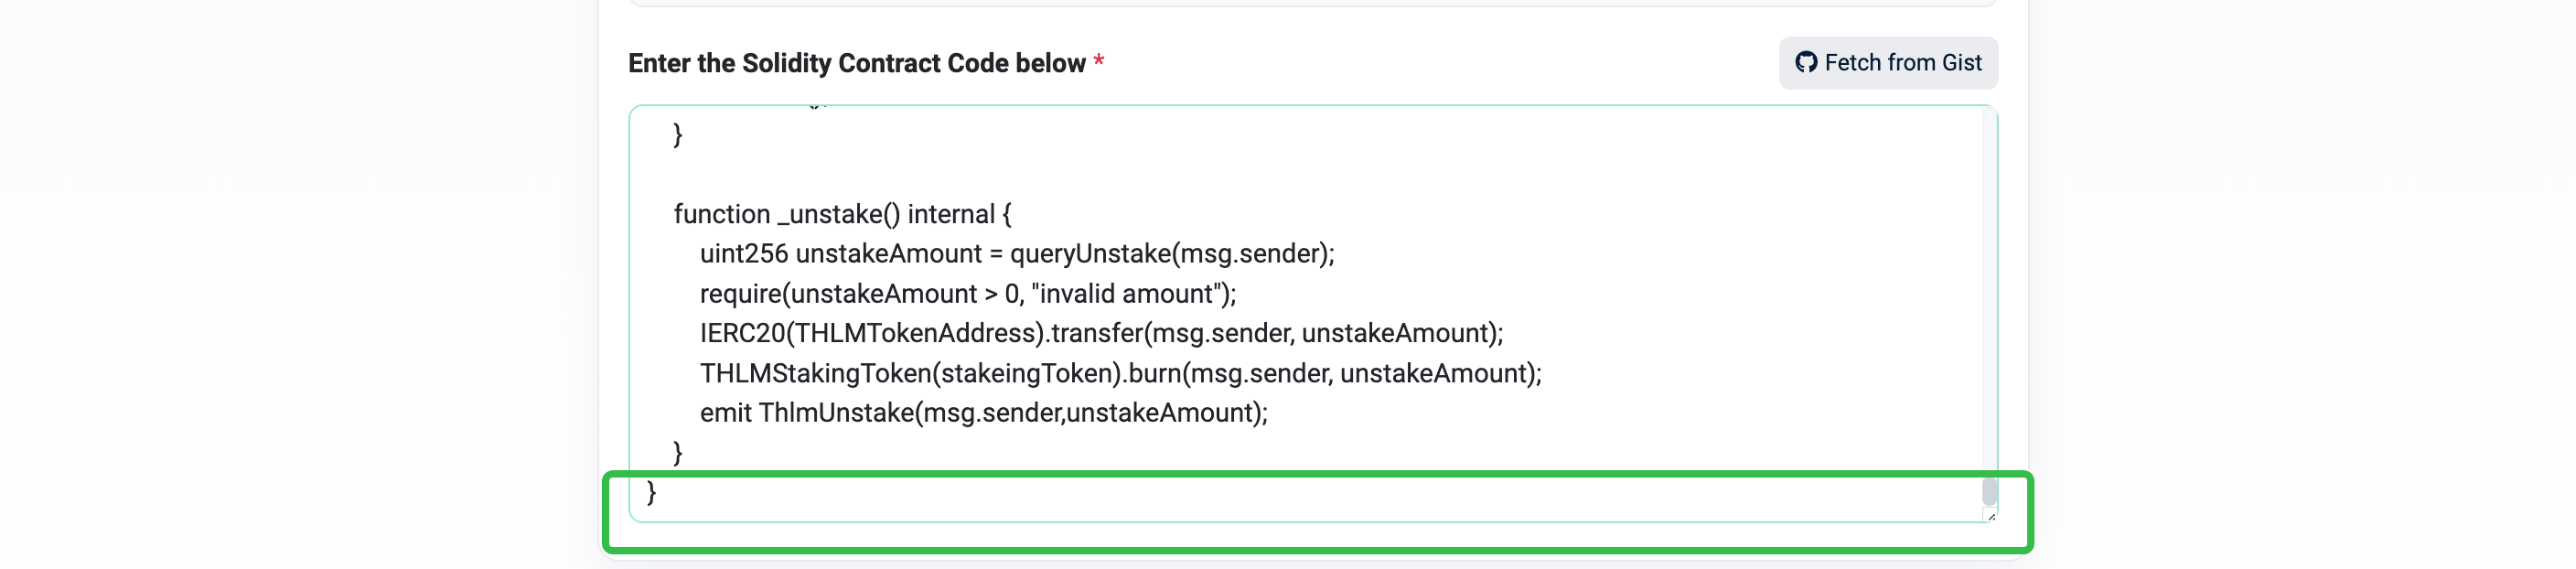 Enter the Solidity Contract Code below *
Fetch from Gist
}
function _unstake() internal {
uint256 unstakeAmount = queryUnstake(msg.sender);
require(unstakeAmount > 0, "invalid amount");
IERC20(THLMTokenAddress).transfer(msg.sender, unstakeAmount);
THLMStakingToken(stakeingToken).burn(msg.sender, unstakeAmount);
emit ThlmUnstake(msg.sender,unstakeAmount);
}
}